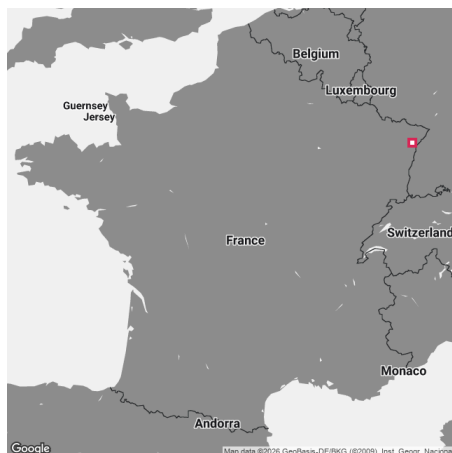 Belgium
Luxembourg
Guernsey
Jersey
France
Switzerland
Monaco
Andorra
Google
Map data ©2026 GeoBasis-DE/BKG (©2009), Inst. Geogr. Naciona